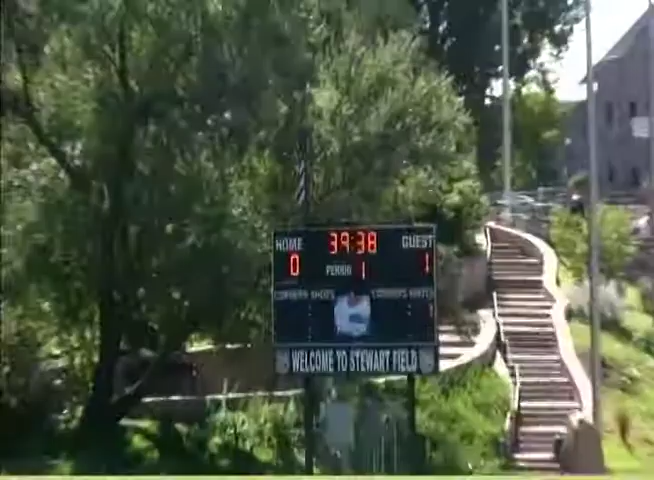 HOME 39:38 GUEST
0 PERIOD 1 1
CORNERS SHOTS CORNERS SHOTS
WELCOME TO STEWART FIELD